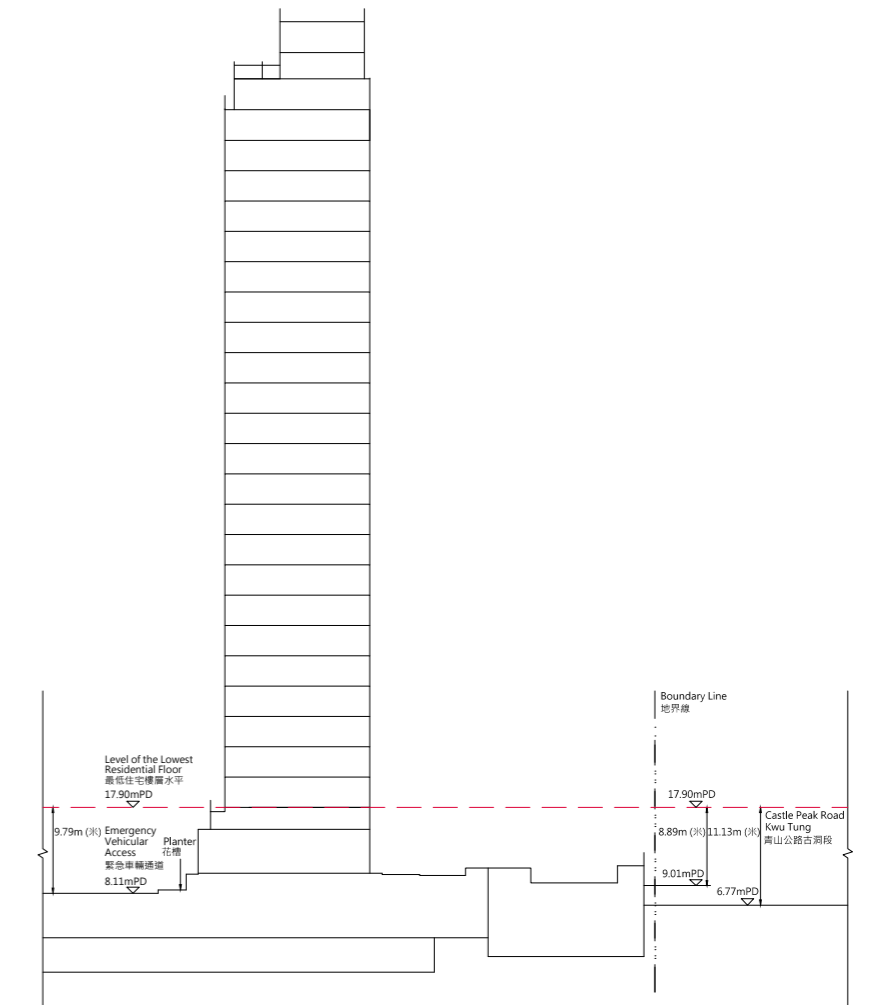 Boundary Line
地界線
Level of the Lowest
Residential Floor
最低住宅樓層水平
17.90mPD
17.90mPD
9.79m (米)
Emergency
Vehicular
Access
緊急車輛通道
8.11mPD
Planter
花槽
8.89m (米)
11.13m (米)
Castle Peak Road
Kwu Tung
青山公路古洞段
9.01mPD
6.77mPD